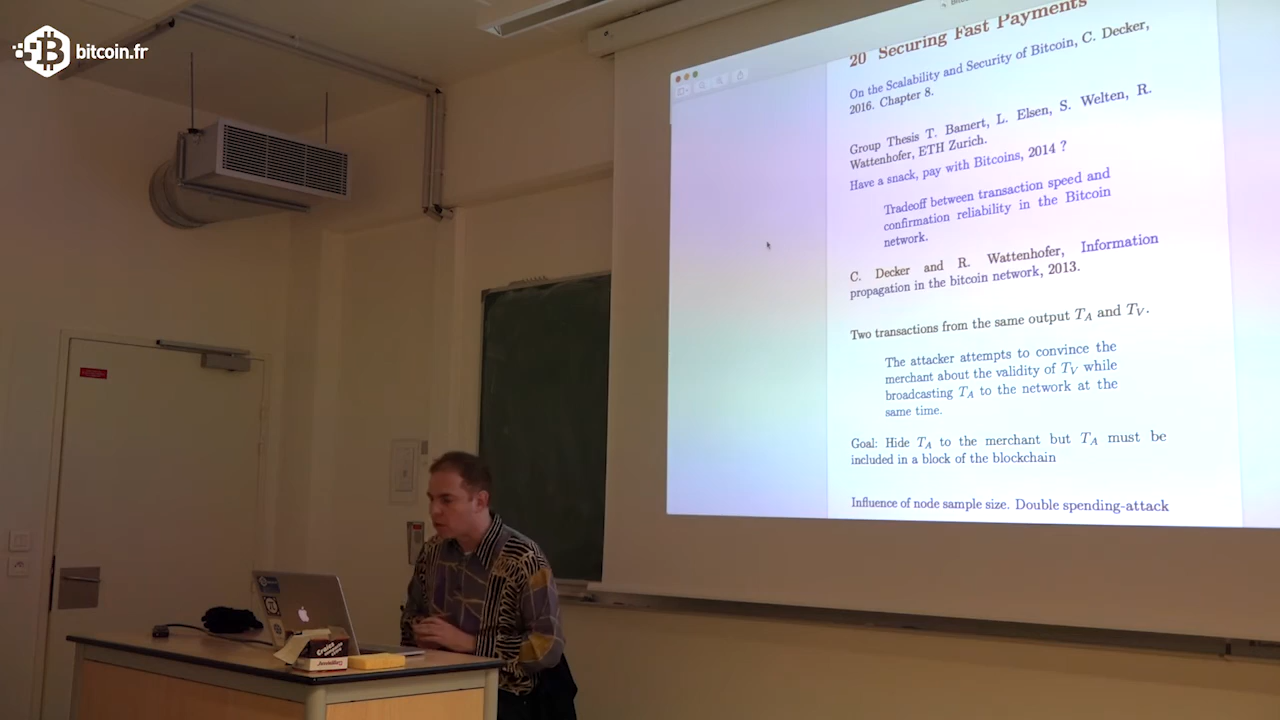 bitcoin.fr
20 Securing Fast Payments
On the Scalability and Security of Bitcoin, C. Decker,
2016. Chapter 8.
Group Thesis T. Bamert, L. Elsen, S. Welten, R.
Wattenhofer, ETH Zurich.
Have a snack, pay with Bitcoins, 2014 ?
Tradeoff between transaction speed and
confirmation reliability in the Bitcoin
network.
C. Decker and R. Wattenhofer, Information
propagation in the bitcoin network, 2013.
Two transactions from the same output T_A and T_V.
The attacker attempts to convince the
merchant about the validity of T_V while
broadcasting T_A to the network at the
same time.
Goal: Hide T_A to the merchant but T_A must be
included in a block of the blockchain
Influence of node sample size. Double spending-attack